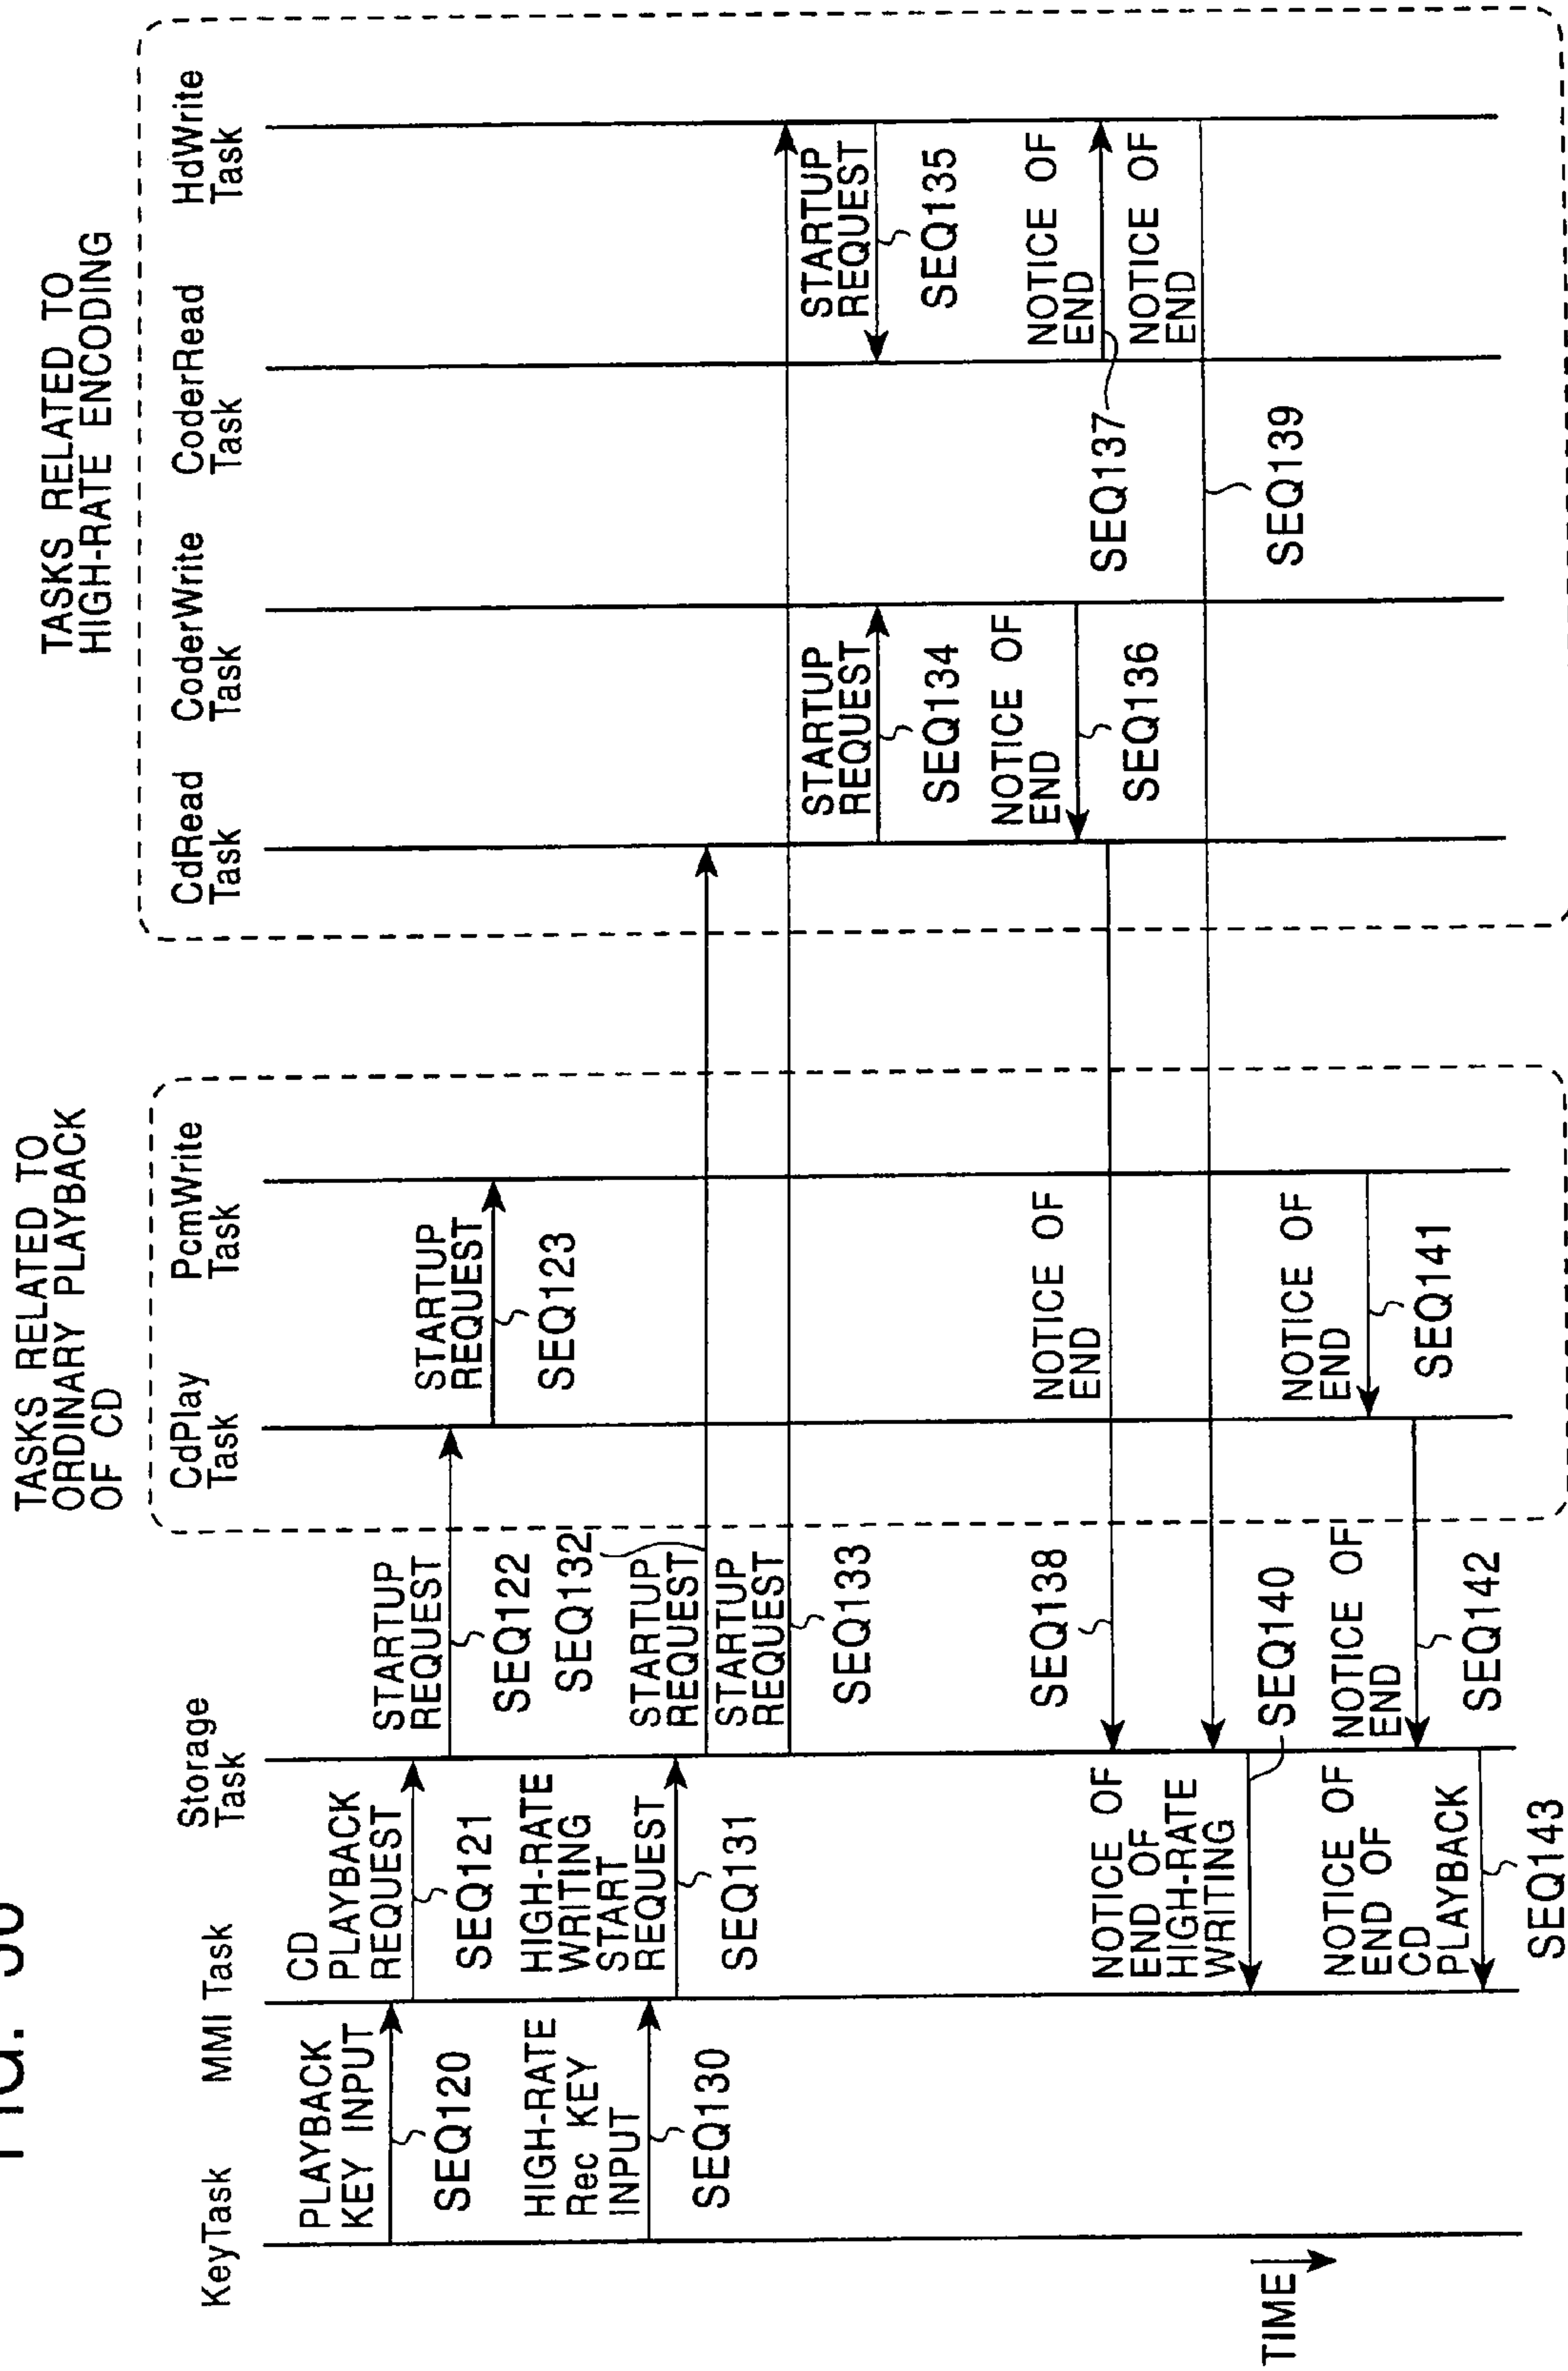 FIG.
TASKS RELATED TO
ORDINARY PLAYBACK
OF CD
TASKS RELATED TO
HIGH-RATE ENCODING
KeyTask
MMI Task
Storage
Task
CdPlay
Task
PcmWrite
Task
CdRead
Task
CoderWrite
Task
CoderRead
Task
HdWrite
Task
PLAYBACK
KEY INPUT
SEQ120
CD
PLAYBACK
REQUEST
SEQ121
STARTUP
REQUEST
SEQ122
STARTUP
REQUEST
SEQ123
HIGH-RATE
Rec KEY
INPUT
SEQ130
HIGH-RATE
WRITING
START
REQUEST
SEQ131
SEQ132
STARTUP
REQUEST
STARTUP
REQUEST
SEQ133
STARTUP
REQUEST
SEQ134
STARTUP
REQUEST
SEQ135
NOTICE OF
END
SEQ136
NOTICE OF
END
SEQ137
NOTICE OF
END
SEQ138
NOTICE OF
END
SEQ139
NOTICE OF
END OF
HIGH-RATE
WRITING
SEQ140
NOTICE OF
END
SEQ141
NOTICE OF
END
SEQ142
NOTICE OF
END OF
CD
PLAYBACK
SEQ143
TIME